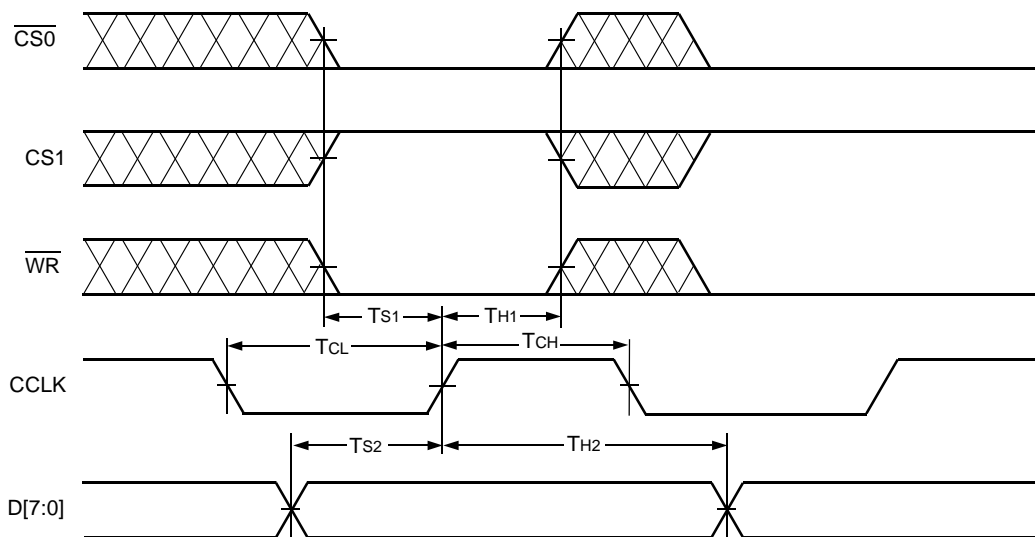 CS0
CS1
WR
TS1 TH1
TCL TCH
CCLK
TS2 TH2
D[7:0]